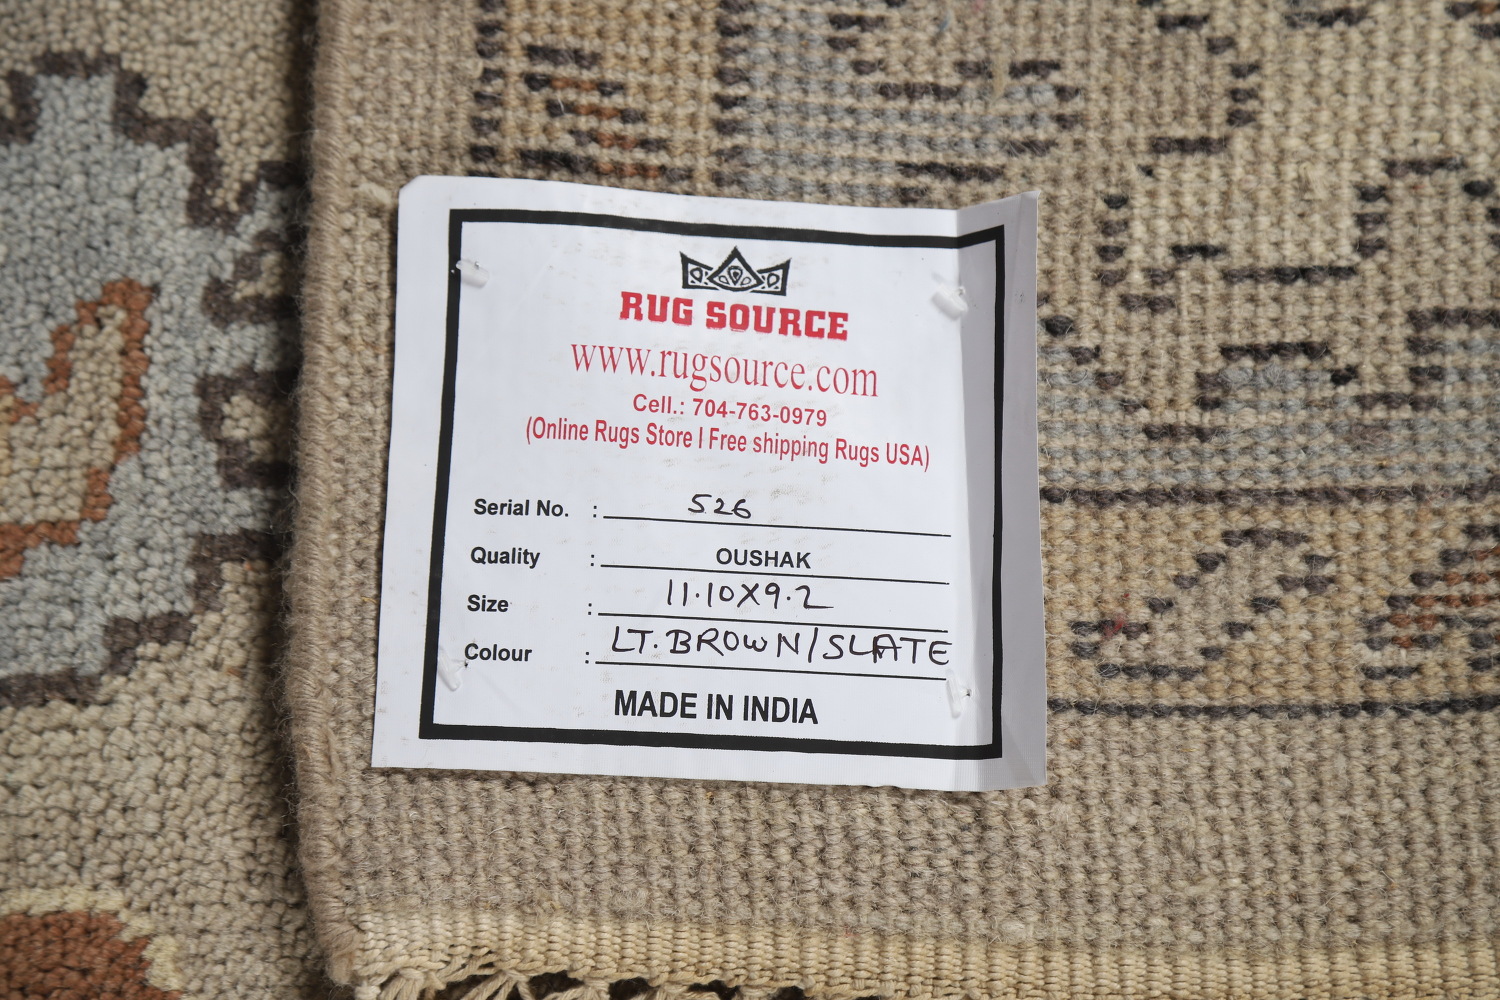 RUG SOURCE
www.rugsource.com
Cell.: 704-763-0979
(Online Rugs Store I Free shipping Rugs USA)
Serial No. : 526
Quality : OUSHAK
Size : 11.10X9.2
Colour : LT. BROWN/SLATE
MADE IN INDIA